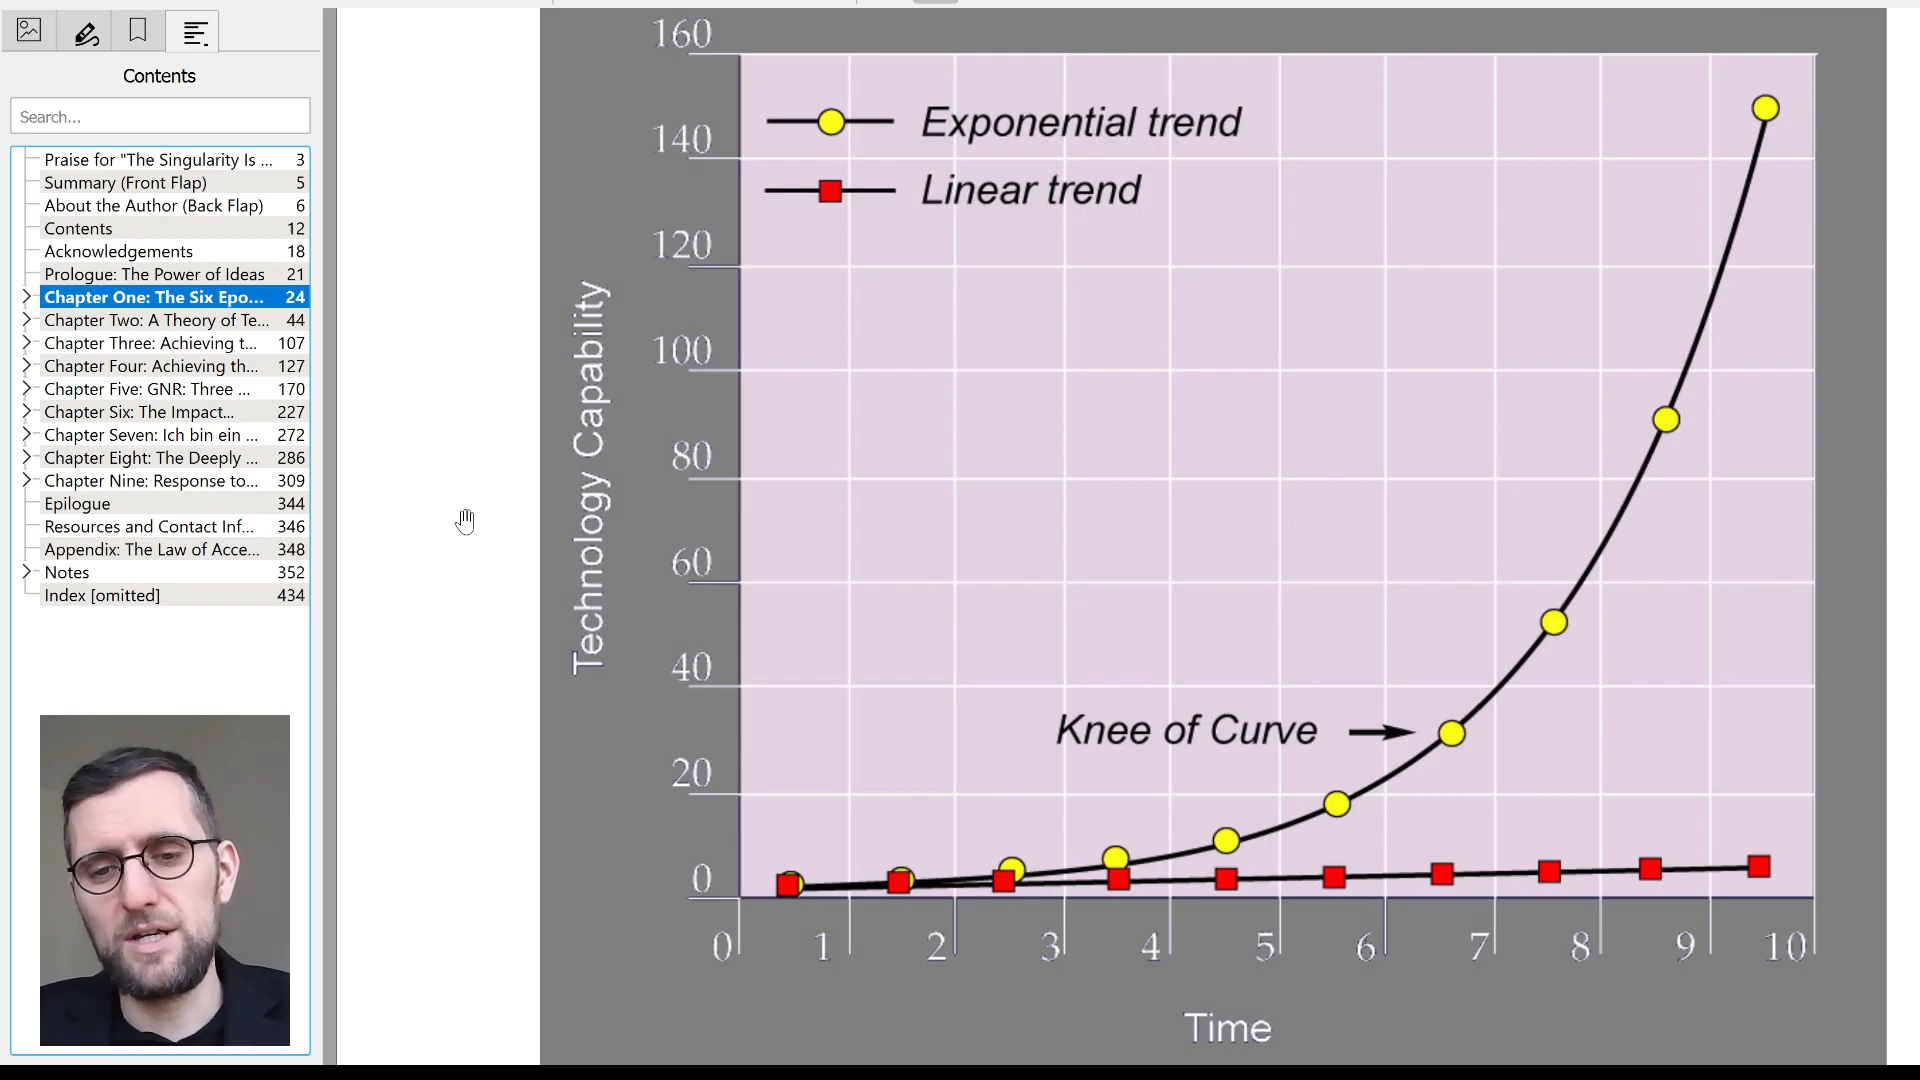 Contents
Search...
Praise for "The Singularity Is ... 3
Summary (Front Flap) 5
About the Author (Back Flap) 6
Contents 12
Acknowledgements 18
Prologue: The Power of Ideas 21
Chapter One: The Six Epo... 24
Chapter Two: A Theory of Te... 44
Chapter Three: Achieving t... 107
Chapter Four: Achieving th... 127
Chapter Five: GNR: Three ... 170
Chapter Six: The Impact... 227
Chapter Seven: Ich bin ein ... 272
Chapter Eight: The Deeply ... 286
Chapter Nine: Response to... 309
Epilogue 344
Resources and Contact Inf... 346
Appendix: The Law of Acce... 348
Notes 352
Index [omitted] 434
Technology Capability
160
140
120
100
80
60
40
20
0
Exponential trend
Linear trend
Knee of Curve
0 1 2 3 4 5 6 7 8 9 10
Time